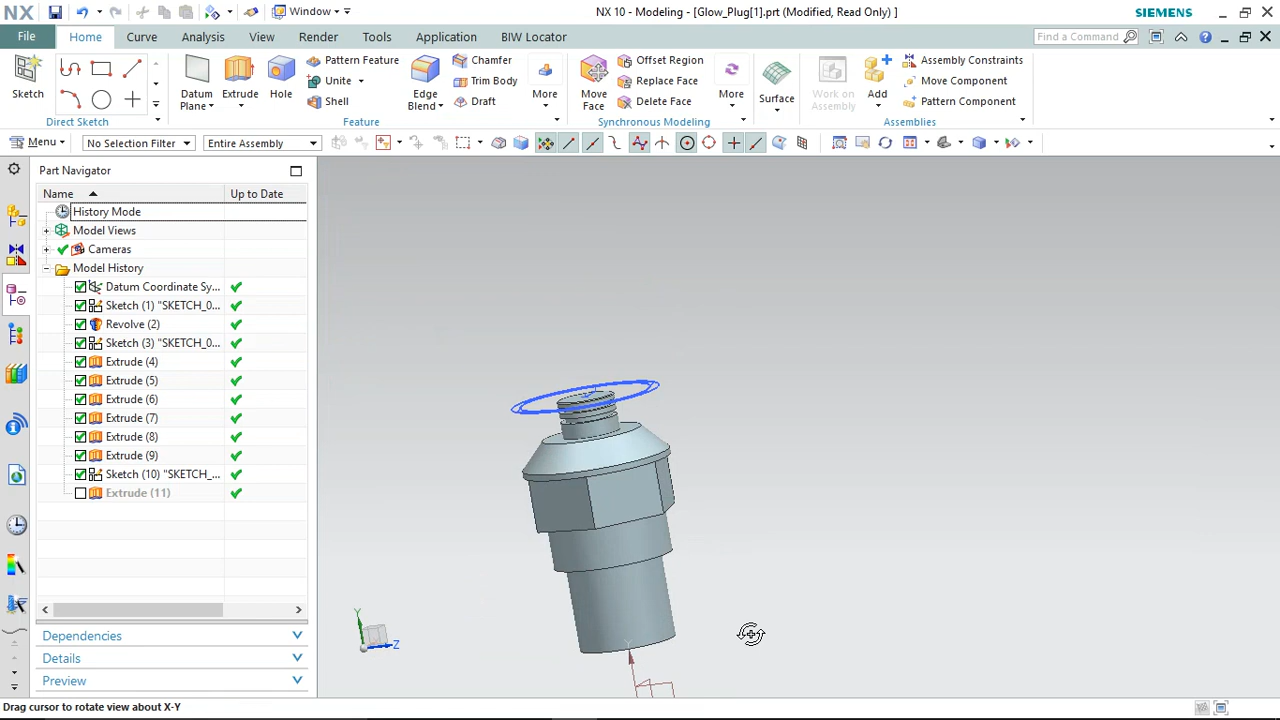 NX
Window
NX 10 - Modeling - [Glow_Plug[1].prt (Modified, Read Only) ]
SIEMENS
File Home Curve Analysis View Render Tools Application BIW Locator
Find a Command
Sketch
Direct Sketch
Datum Plane
Extrude
Hole
Pattern Feature
Unite
Shell
Edge Blend
Chamfer
Trim Body
Draft
More
Feature
Move Face
Offset Region
Replace Face
Delete Face
More
Synchronous Modeling
Surface
Work on Assembly
Add
Assembly Constraints
Move Component
Pattern Component
Assemblies
Menu
No Selection Filter
Entire Assembly
Part Navigator
Name Up to Date
History Mode
Model Views
Cameras
Model History
Datum Coordinate Sy...
Sketch (1) "SKETCH_0...
Revolve (2)
Sketch (3) "SKETCH_0...
Extrude (4)
Extrude (5)
Extrude (6)
Extrude (7)
Extrude (8)
Extrude (9)
Sketch (10) "SKETCH_...
Extrude (11)
Dependencies
Details
Preview
Y
Z
Y
Drag cursor to rotate view about X-Y